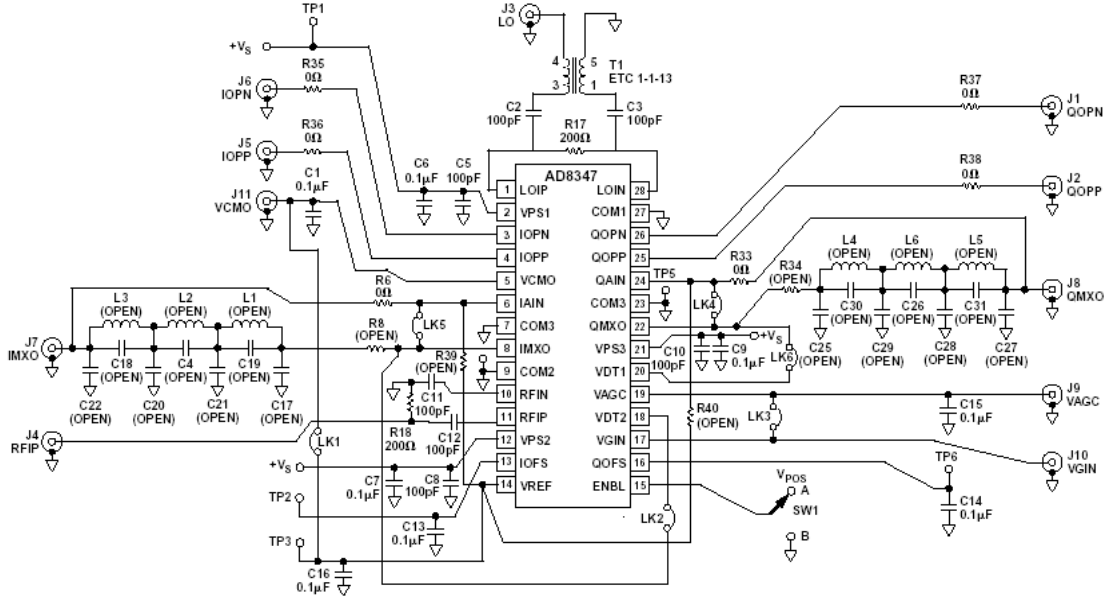 TP1
J3
LO
+VS
R35
0Ω
J6
IOPN
4
5
3
1
T1
ETC 1-1-13
R36
0Ω
J5
IOPP
C2
100pF
C3
100pF
R17
200Ω
R37
0Ω
J1
QOPN
J11
VCMO
C1
0.1µF
C6
0.1µF
C5
100pF
R38
0Ω
J2
QOPP
AD8347
1 LOIP LOIN 28
2 VPS1 COM1 27
3 IOPN QOPN 26
4 IOPP QOPP 25
5 VCMO QAIN 24
6 IAIN COM3 23
7 COM3 QMXO 22
8 IMXO VPS3 21
9 COM2 VDT1 20
10 RFIN VAGC 19
11 RFIP VDT2 18
12 VPS2 VGIN 17
13 IOFS QOFS 16
14 VREF ENBL 15
R6
0Ω
L3
(OPEN)
L2
(OPEN)
L1
(OPEN)
J7
IMXO
C18
(OPEN)
C4
(OPEN)
C19
(OPEN)
C22
(OPEN)
C20
(OPEN)
C21
(OPEN)
C17
(OPEN)
R8
(OPEN)
LK5
R39
(OPEN)
TP5
R33
0Ω
LK4
R34
(OPEN)
L4
(OPEN)
L6
(OPEN)
L5
(OPEN)
J8
QMXO
C30
(OPEN)
C26
(OPEN)
C31
(OPEN)
C25
(OPEN)
C29
(OPEN)
C28
(OPEN)
C27
(OPEN)
+VS
C10
100pF
C9
0.1µF
LK6
C11
100pF
R18
200Ω
C12
100pF
J4
RFIP
LK1
R40
(OPEN)
LK3
C15
0.1µF
J9
VAGC
J10
VGIN
+VS
C7
0.1µF
C8
100pF
TP2
C13
0.1µF
TP3
C16
0.1µF
LK2
VPOS
A
SW1
B
TP6
C14
0.1µF